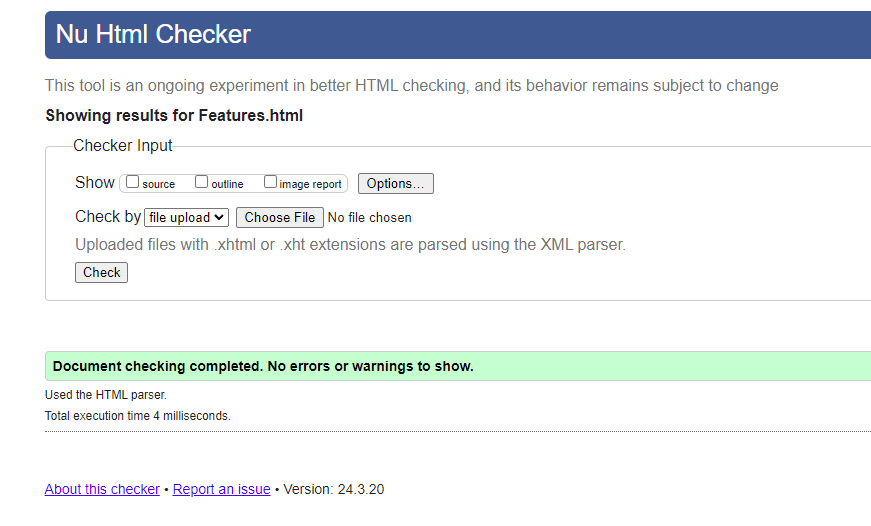 Nu Html Checker
This tool is an ongoing experiment in better HTML checking, and its behavior remains subject to change
Showing results for Features.html
Checker Input
Show source outline image report Options...
Check by file upload Choose File No file chosen
Uploaded files with .xhtml or .xht extensions are parsed using the XML parser.
Check
Document checking completed. No errors or warnings to show.
Used the HTML parser.
Total execution time 4 milliseconds.
About this checker • Report an issue • Version: 24.3.20